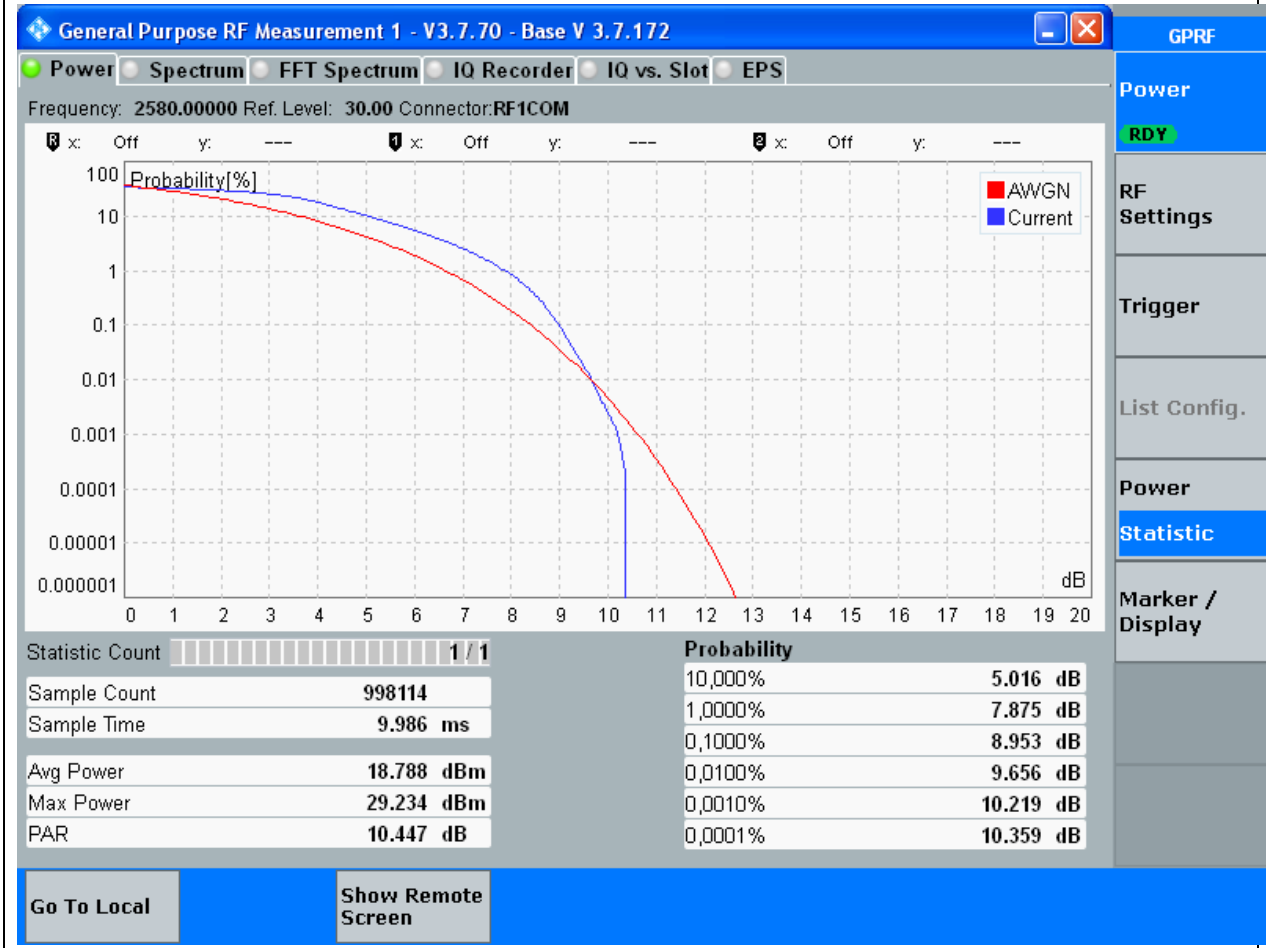 General Purpose RF Measurement 1 - V3.7.70 - Base V 3.7.172
GPRF
Power Spectrum FFT Spectrum IQ Recorder IQ vs. Slot EPS
Frequency: 2580.00000 Ref. Level: 30.00 Connector:RF1COM
R x: Off y: --- 1 x: Off y: --- 2 x: Off y: ---
Probability[%]
AWGN
Current
100
10
1
0.1
0.01
0.001
0.0001
0.00001
0.000001
dB
0 1 2 3 4 5 6 7 8 9 10 11 12 13 14 15 16 17 18 19 20
Statistic Count 1 / 1
Sample Count 998114
Sample Time 9.986 ms
Avg Power 18.788 dBm
Max Power 29.234 dBm
PAR 10.447 dB
Probability
10,000% 5.016 dB
1,0000% 7.875 dB
0,1000% 8.953 dB
0,0100% 9.656 dB
0,0010% 10.219 dB
0,0001% 10.359 dB
Power
RDY
RF
Settings
Trigger
List Config.
Power
Statistic
Marker /
Display
Go To Local
Show Remote
Screen